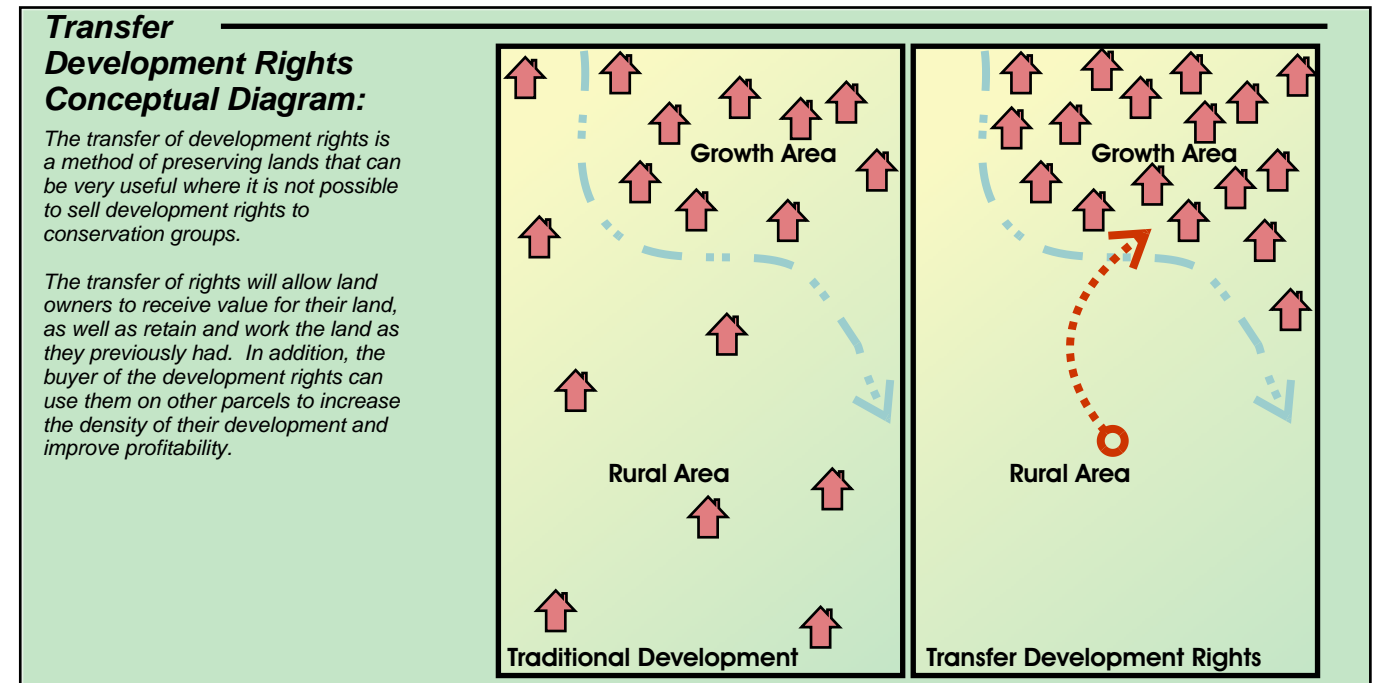 Transfer
Development Rights
Conceptual Diagram:
The transfer of development rights is
a method of preserving lands that can
be very useful where it is not possible
to sell development rights to
conservation groups.
The transfer of rights will allow land
owners to receive value for their land,
as well as retain and work the land as
they previously had. In addition, the
buyer of the development rights can
use them on other parcels to increase
the density of their development and
improve profitability.
Growth Area
Rural Area
Traditional Development
Growth Area
Rural Area
Transfer Development Rights